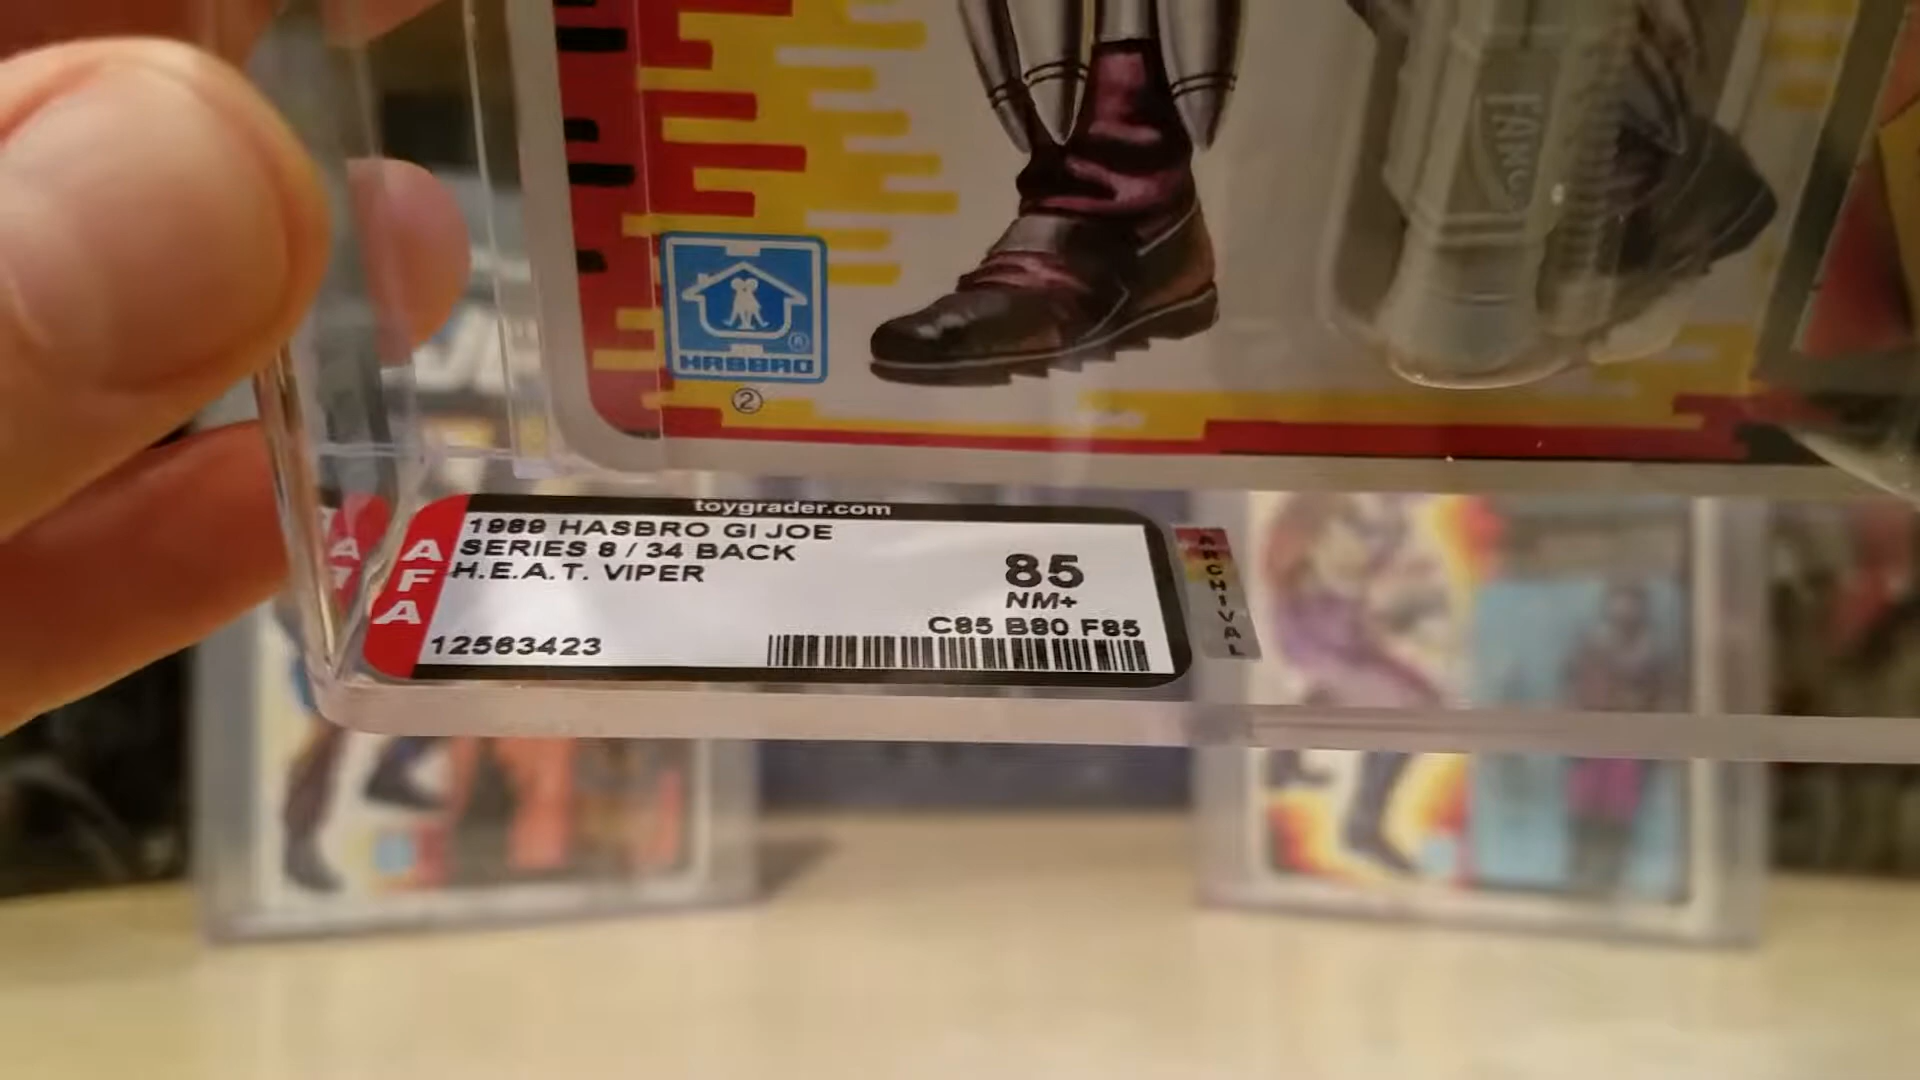 HASBRO
®
2
toygrader.com
AFA
1989 HASBRO GI JOE
SERIES 8 / 34 BACK
H.E.A.T. VIPER
85
NM+
C85 B80 F85
12563423
ARCHIVAL